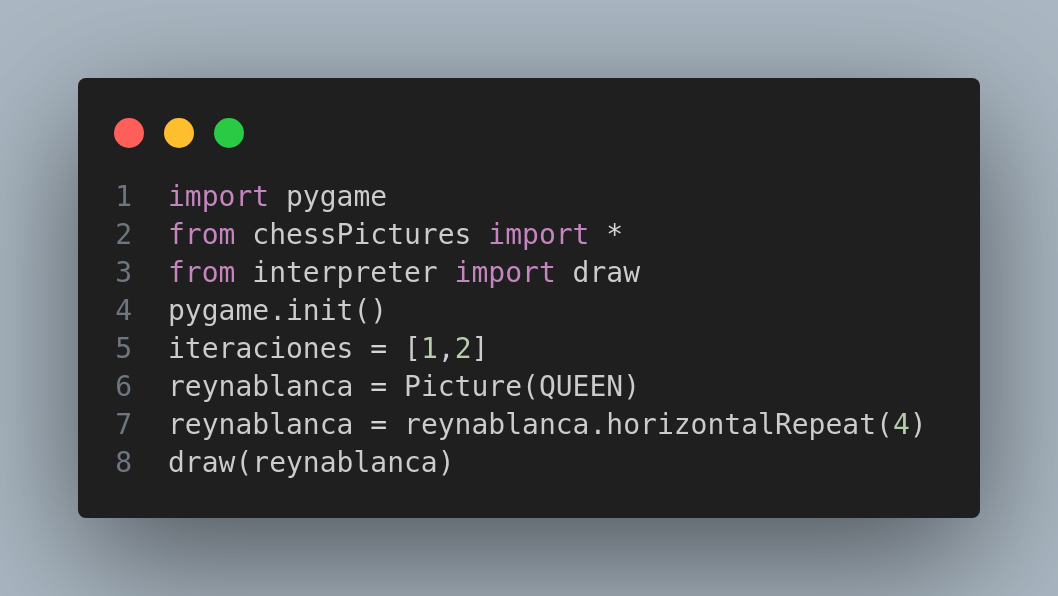 1 import pygame
2 from chessPictures import *
3 from interpreter import draw
4 pygame.init()
5 iteraciones = [1,2]
6 reynablanca = Picture(QUEEN)
7 reynablanca = reynablanca.horizontalRepeat(4)
8 draw(reynablanca)